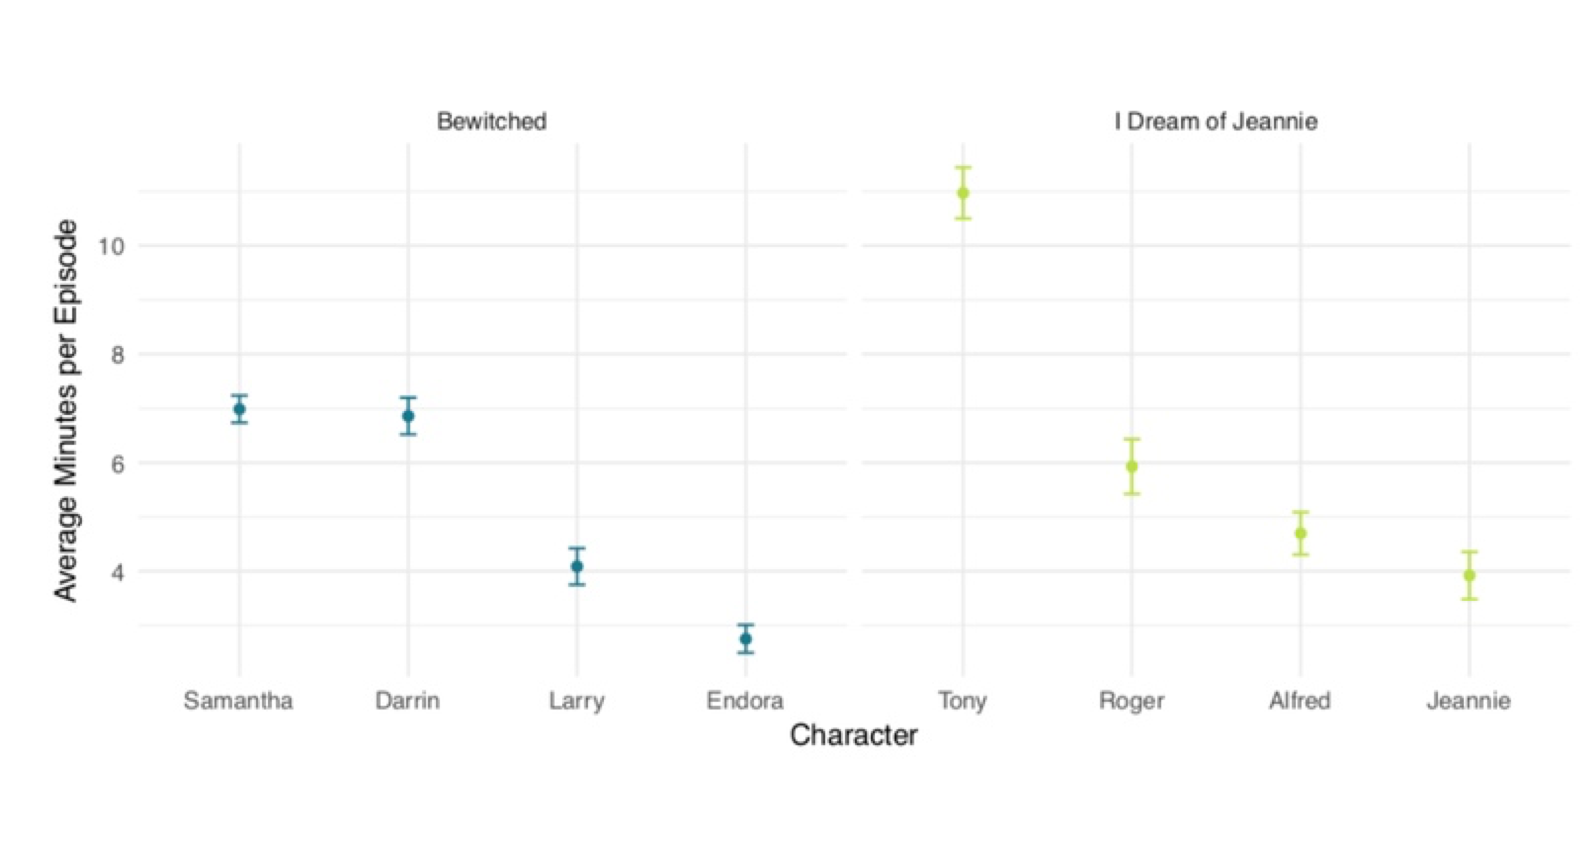 Bewitched
I Dream of Jeannie
Average Minutes per Episode
10
8
6
4
Samantha Darrin Larry Endora Tony Roger Alfred Jeannie
Character